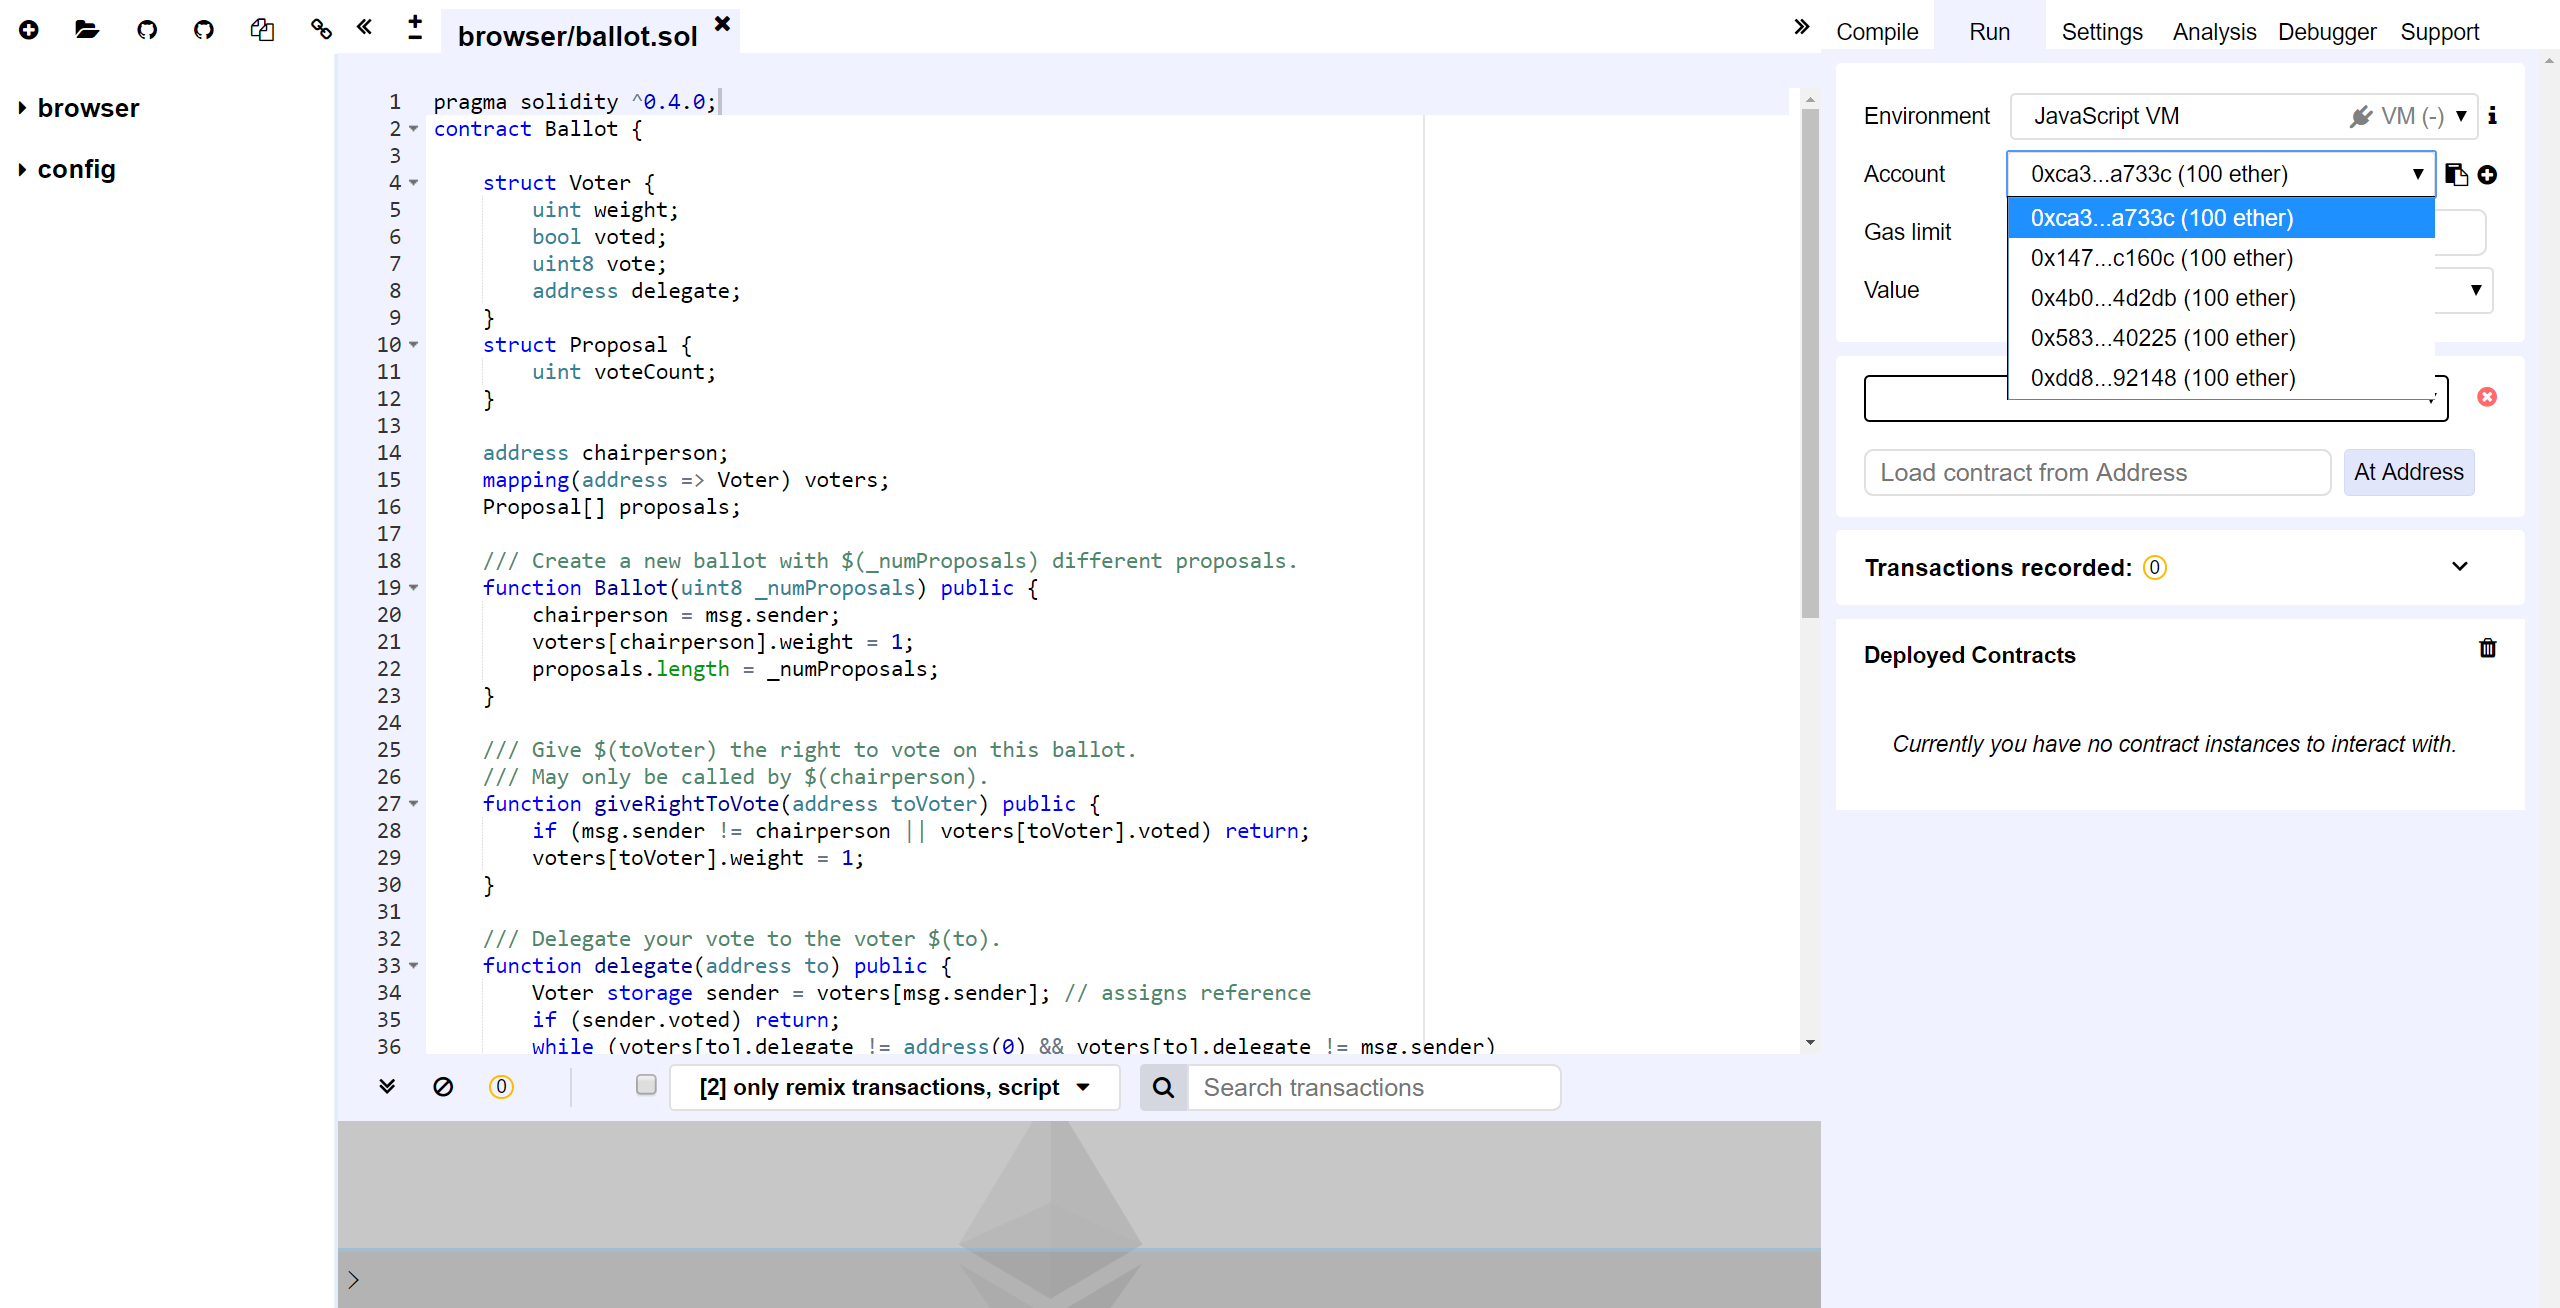 browser/ballot.sol
Compile Run Settings Analysis Debugger Support
browser
config
1 pragma solidity ^0.4.0;
2 contract Ballot {
3
4 struct Voter {
5 uint weight;
6 bool voted;
7 uint8 vote;
8 address delegate;
9 }
10 struct Proposal {
11 uint voteCount;
12 }
13
14 address chairperson;
15 mapping(address => Voter) voters;
16 Proposal[] proposals;
17
18 /// Create a new ballot with $(_numProposals) different proposals.
19 function Ballot(uint8 _numProposals) public {
20 chairperson = msg.sender;
21 voters[chairperson].weight = 1;
22 proposals.length = _numProposals;
23 }
24
25 /// Give $(toVoter) the right to vote on this ballot.
26 /// May only be called by $(chairperson).
27 function giveRightToVote(address toVoter) public {
28 if (msg.sender != chairperson || voters[toVoter].voted) return;
29 voters[toVoter].weight = 1;
30 }
31
32 /// Delegate your vote to the voter $(to).
33 function delegate(address to) public {
34 Voter storage sender = voters[msg.sender]; // assigns reference
35 if (sender.voted) return;
36 while (voters[to].delegate != address(0) && voters[to].delegate != msg.sender)
0
[2] only remix transactions, script
Search transactions
>
Environment JavaScript VM VM (-)
Account 0xca3...a733c (100 ether)
0xca3...a733c (100 ether)
Gas limit
0x147...c160c (100 ether)
Value
0x4b0...4d2db (100 ether)
0x583...40225 (100 ether)
0xdd8...92148 (100 ether)
Load contract from Address At Address
Transactions recorded: 0
Deployed Contracts
Currently you have no contract instances to interact with.